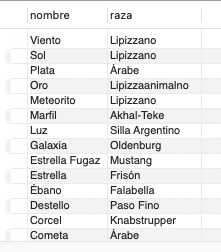 nombre raza
Viento Lipizzano
Sol Lipizzano
Plata Árabe
Oro Lipizzaanimalno
Meteorito Lipizzano
Marfil Akhal-Teke
Luz Silla Argentino
Galaxia Oldenburg
Estrella Fugaz Mustang
Estrella Frisón
Ébano Falabella
Destello Paso Fino
Corcel Knabstrupper
Cometa Árabe